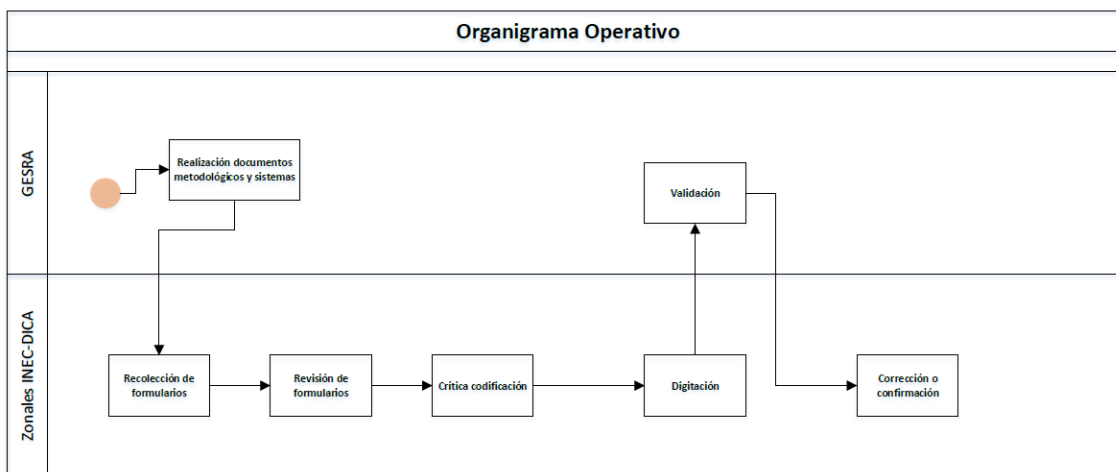 Organigrama Operativo
GESRA
Realización documentos
metodológicos y sistemas
Validación
Zonales INEC-DICA
Recolección de
formularios
Revisión de
formularios
Crítica codificación
Digitación
Corrección o
confirmación